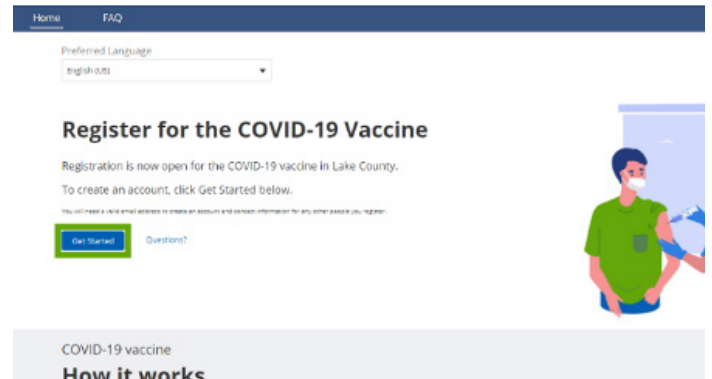 Home FAQ
Preferred Language
English (US)
Register for the COVID-19 Vaccine
Registration is now open for the COVID-19 vaccine in Lake County.
To create an account, click Get Started below.
You will need a valid email address to create an account and contact information for any other people you register.
Get Started Questions?
COVID-19 vaccine
How it works